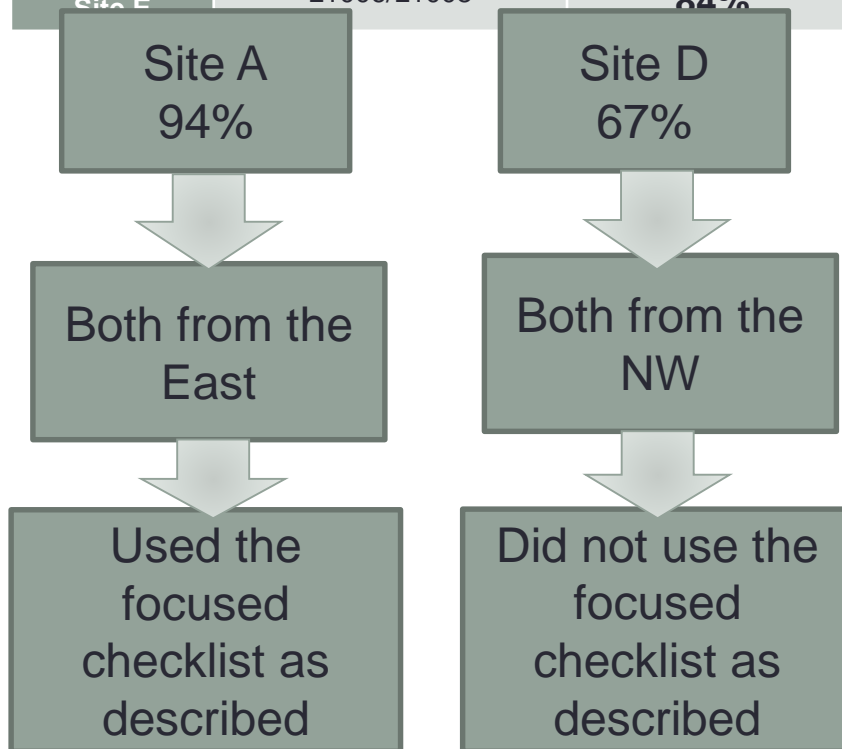 84%
Site A
94%
Site D
67%
Both from the
East
Both from the
NW
Used the
focused
checklist as
described
Did not use the
focused
checklist as
described